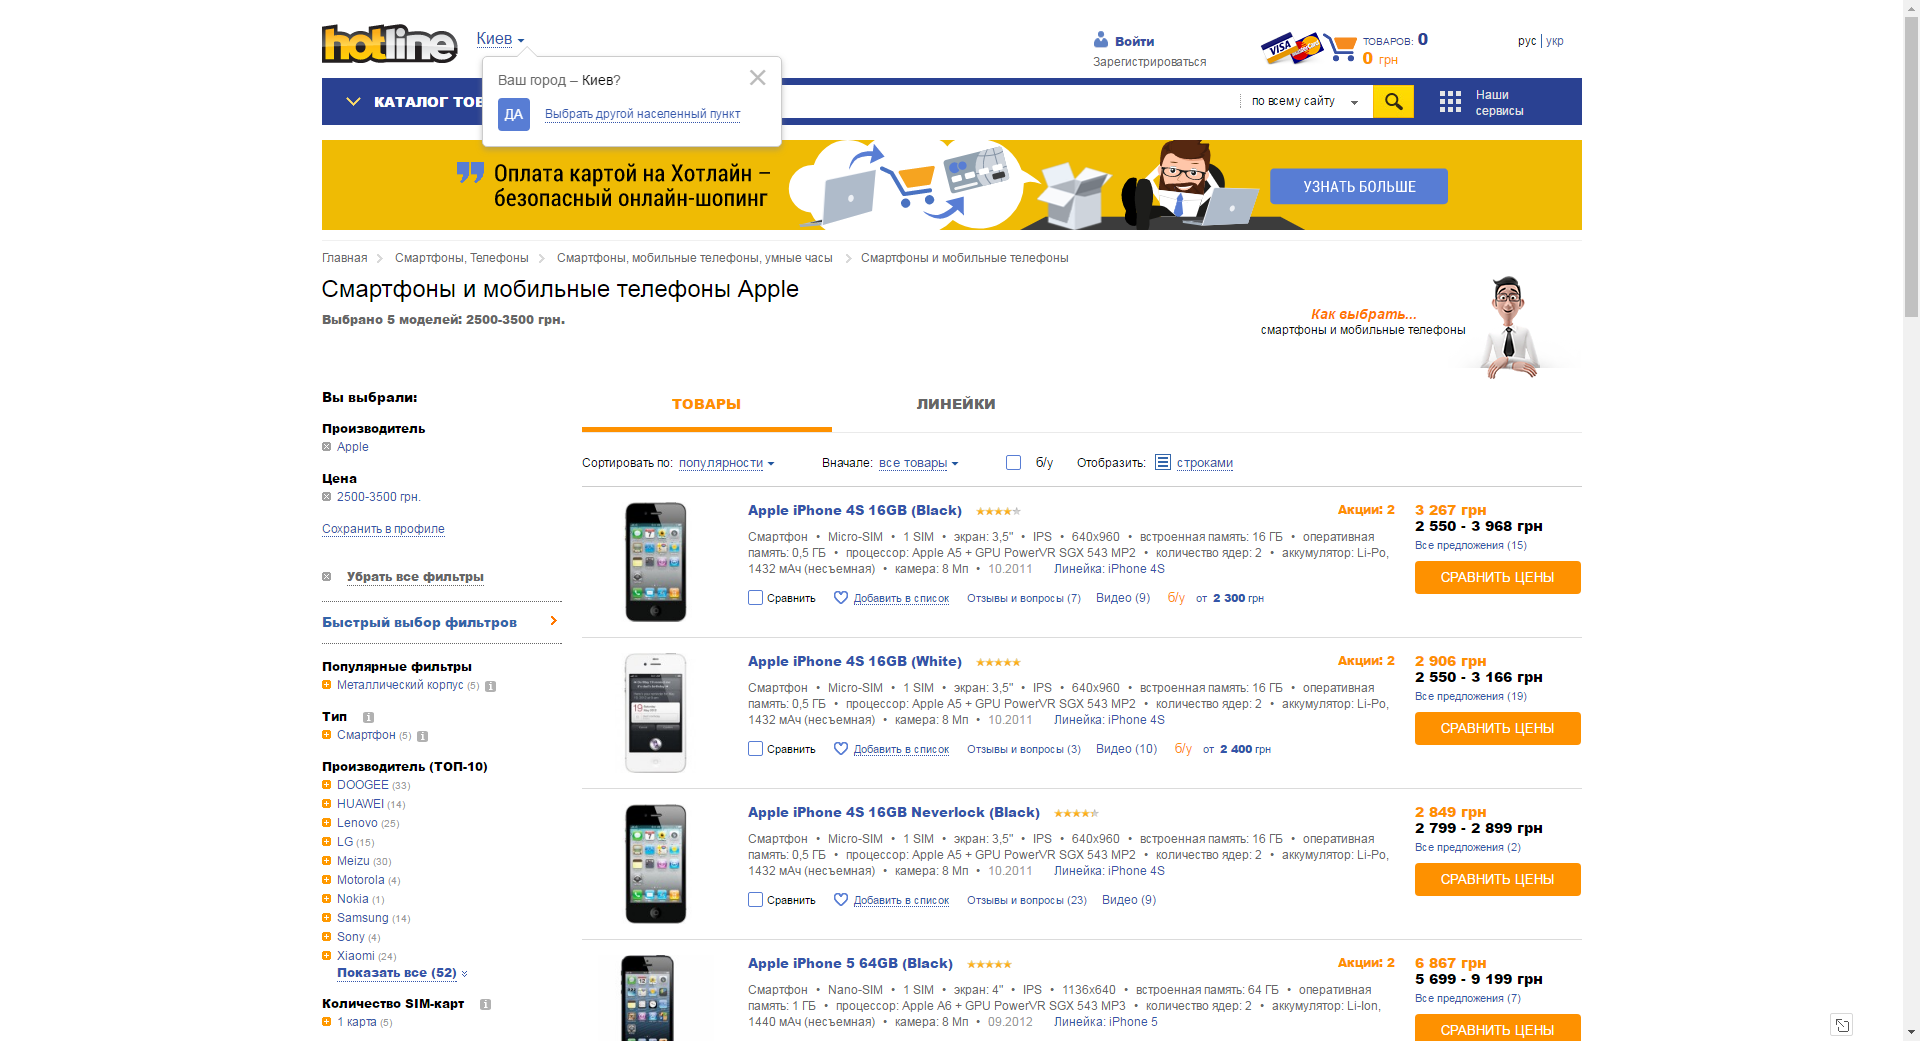 hotline
Киев
Войти
Зарегистрироваться
VISA
ТОВАРОВ: 0
0 грн
рус | укр
Ваш город – Киев?
ДА
Выбрать другой населенный пункт
КАТАЛОГ ТОВ
по всему сайту
Наши
сервисы
Оплата картой на Хотлайн –
безопасный онлайн-шопинг
УЗНАТЬ БОЛЬШЕ
Главная
Смартфоны, Телефоны
Смартфоны, мобильные телефоны, умные часы
Смартфоны и мобильные телефоны
Смартфоны и мобильные телефоны Apple
Выбрано 5 моделей: 2500-3500 грн.
Как выбрать...
смартфоны и мобильные телефоны
Вы выбрали:
Производитель
Apple
Цена
2500-3500 грн.
Сохранить в профиле
Убрать все фильтры
Быстрый выбор фильтров
Популярные фильтры
Металлический корпус (5)
Тип
Смартфон (5)
Производитель (ТОП-10)
DOOGEE (33)
HUAWEI (14)
Lenovo (25)
LG (15)
Meizu (30)
Motorola (4)
Nokia (1)
Samsung (14)
Sony (4)
Xiaomi (24)
Показать все (52)
Количество SIM-карт
1 карта (5)
ТОВАРЫ
ЛИНЕЙКИ
Сортировать по: популярности
Вначале: все товары
б/у
Отобразить: строками
Apple iPhone 4S 16GB (Black)
Акции: 2
3 267 грн
2 550 - 3 968 грн
Все предложения (15)
СРАВНИТЬ ЦЕНЫ
Смартфон • Micro-SIM • 1 SIM • экран: 3,5" • IPS • 640x960 • встроенная память: 16 ГБ • оперативная
память: 0,5 ГБ • процессор: Apple A5 + GPU PowerVR SGX 543 MP2 • количество ядер: 2 • аккумулятор: Li-Po,
1432 мАч (несъемная) • камера: 8 Мп • 10.2011 Линейка: iPhone 4S
Сравнить Добавить в список Отзывы и вопросы (7) Видео (9) б/у от 2 300 грн
Apple iPhone 4S 16GB (White)
Акции: 2
2 906 грн
2 550 - 3 166 грн
Все предложения (19)
СРАВНИТЬ ЦЕНЫ
Смартфон • Micro-SIM • 1 SIM • экран: 3,5" • IPS • 640x960 • встроенная память: 16 ГБ • оперативная
память: 0,5 ГБ • процессор: Apple A5 + GPU PowerVR SGX 543 MP2 • количество ядер: 2 • аккумулятор: Li-Po,
1432 мАч (несъемная) • камера: 8 Мп • 10.2011 Линейка: iPhone 4S
Сравнить Добавить в список Отзывы и вопросы (3) Видео (10) б/у от 2 400 грн
Apple iPhone 4S 16GB Neverlock (Black)
2 849 грн
2 799 - 2 899 грн
Все предложения (2)
СРАВНИТЬ ЦЕНЫ
Смартфон • Micro-SIM • 1 SIM • экран: 3,5" • IPS • 640x960 • встроенная память: 16 ГБ • оперативная
память: 0,5 ГБ • процессор: Apple A5 + GPU PowerVR SGX 543 MP2 • количество ядер: 2 • аккумулятор: Li-Po,
1432 мАч (несъемная) • камера: 8 Мп • 10.2011 Линейка: iPhone 4S
Сравнить Добавить в список Отзывы и вопросы (23) Видео (9)
Apple iPhone 5 64GB (Black)
Акции: 2
6 867 грн
5 699 - 9 199 грн
Все предложения (7)
СРАВНИТЬ ЦЕНЫ
Смартфон • Nano-SIM • 1 SIM • экран: 4" • IPS • 1136x640 • встроенная память: 64 ГБ • оперативная
память: 1 ГБ • процессор: Apple A6 + GPU PowerVR SGX 543 MP3 • количество ядер: 2 • аккумулятор: Li-Ion,
1440 мАч (несъемная) • камера: 8 Мп • 09.2012 Линейка: iPhone 5